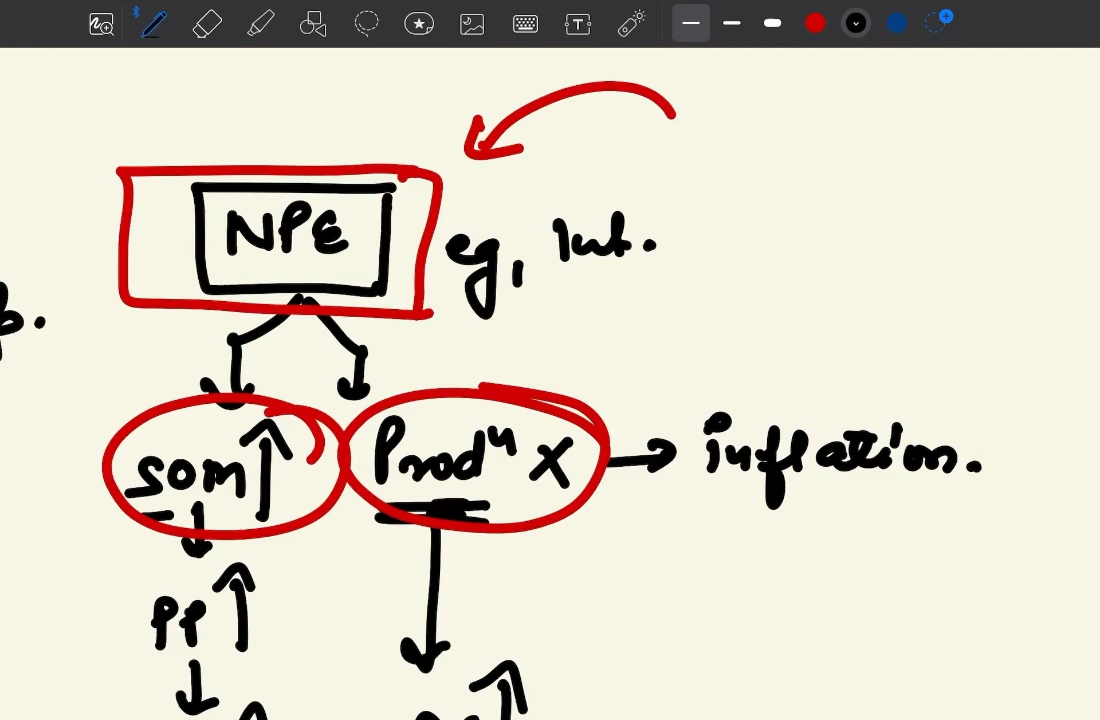 NPE eg, Int.
som ↑ Prodⁿ X → inflation.
PP ↑